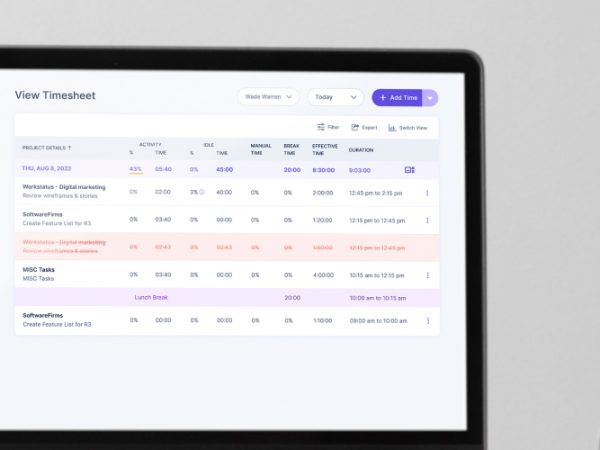 View Timesheet
Wade Warren
Today
+ Add Time
Filter
Export
Switch View
PROJECT DETAILS ↑ ACTIVITY IDLE MANUAL TIME BREAK TIME EFFECTIVE TIME DURATION
% TIME % TIME
THU, AUG 8, 2022 43% 05:40 0% 45:00 20:00 8:30:00 9:03:00
Workstatus - Digital marketing 0% 02:00 3% 40:00 0% 0% 2:00:00 12:45 pm to 2:15 pm
Review wireframes & stories
SoftwareFirms 0% 03:40 0% 00:00 0% 0% 1:20:00 12:15 pm to 12:45 pm
Create Feature List for R3
Workstatus - Digital marketing 0% 02:43 0% 02:43 0% 0% 1:00:00 12:15 pm to 12:45 pm
Review wireframes & stories
MISC Tasks 0% 03:40 0% 00:00 0% 0% 4:00:00 10:15 am to 12:15 pm
MISC Tasks
Lunch Break 20:00 10:00 am to 10:15 am
SoftwareFirms 0% 00:00 0% 00:00 0% 0% 1:10:00 09:00 am to 10:00 am
Create Feature List for R3